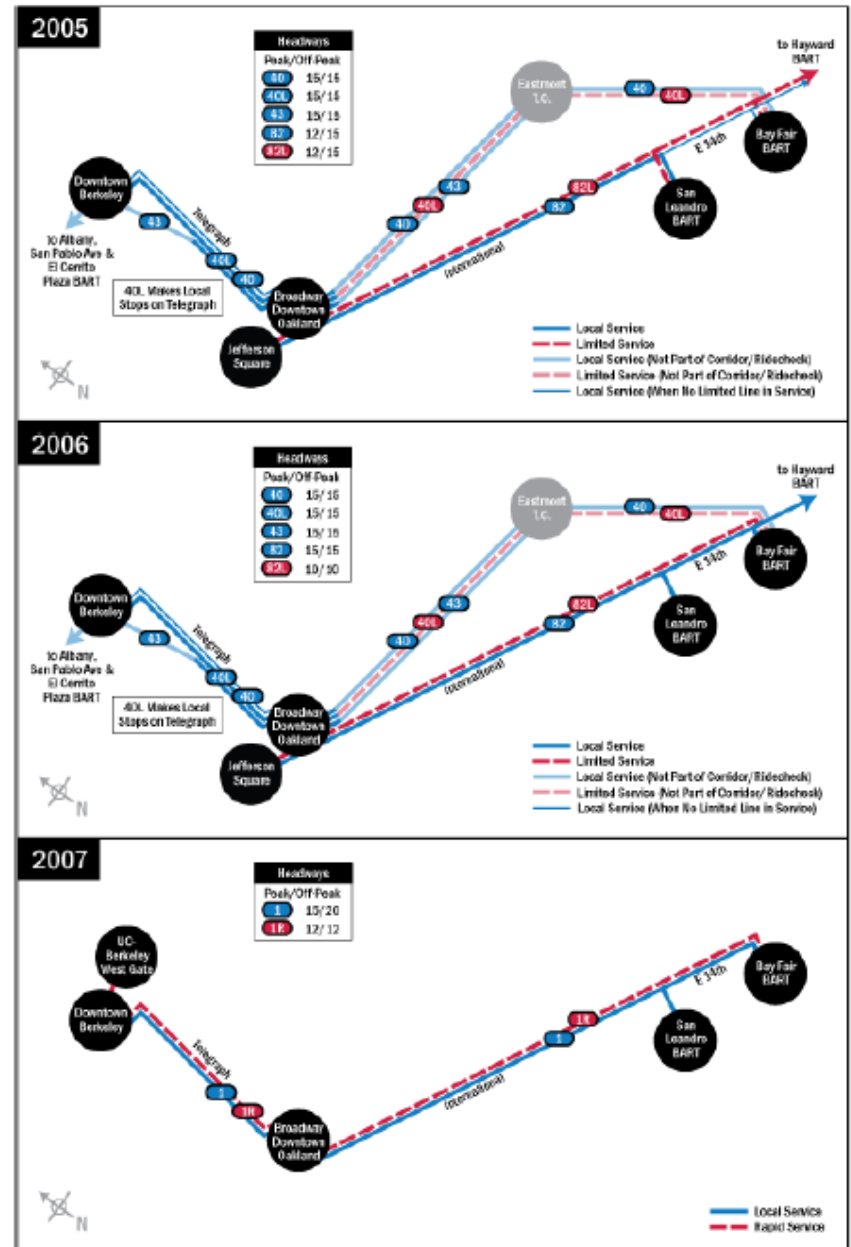 2005
Headways
Peak/Off-Peak
40 15/15
40L 15/15
43 15/15
82 12/15
82L 12/15
to Hayward
BART
Eastmont
T.C.
40
40L
Bay Fair
BART
E 14th
San
Leandro
BART
43
40L
40
82L
82
International
Downtown
Berkeley
43
Telegraph
40L
40
to Albany,
San Pablo Ave &
El Cerrito
Plaza BART
40L Makes Local
Stops on Telegraph
Broadway
Downtown
Oakland
Jefferson
Square
N
Local Service
Limited Service
Local Service (Not Part of Corridor/Ridecheck)
Limited Service (Not Part of Corridor/Ridecheck)
Local Service (When No Limited Line in Service)
2006
Headways
Peak/Off-Peak
40 15/15
40L 15/15
43 15/15
82 15/15
82L 10/10
to Hayward
BART
Eastmont
T.C.
40
40L
Bay Fair
BART
E 14th
San
Leandro
BART
43
40L
40
82L
82
International
Downtown
Berkeley
43
Telegraph
40L
40
to Albany,
San Pablo Ave &
El Cerrito
Plaza BART
40L Makes Local
Stops on Telegraph
Broadway
Downtown
Oakland
Jefferson
Square
N
Local Service
Limited Service
Local Service (Not Part of Corridor/Ridecheck)
Limited Service (Not Part of Corridor/Ridecheck)
Local Service (When No Limited Line in Service)
2007
Headways
Peak/Off-Peak
1 15/20
1R 12/12
UC-
Berkeley
West Gate
Downtown
Berkeley
Telegraph
1
1R
Broadway
Downtown
Oakland
International
1R
1
E 14th
Bay Fair
BART
San
Leandro
BART
N
Local Service
Rapid Service